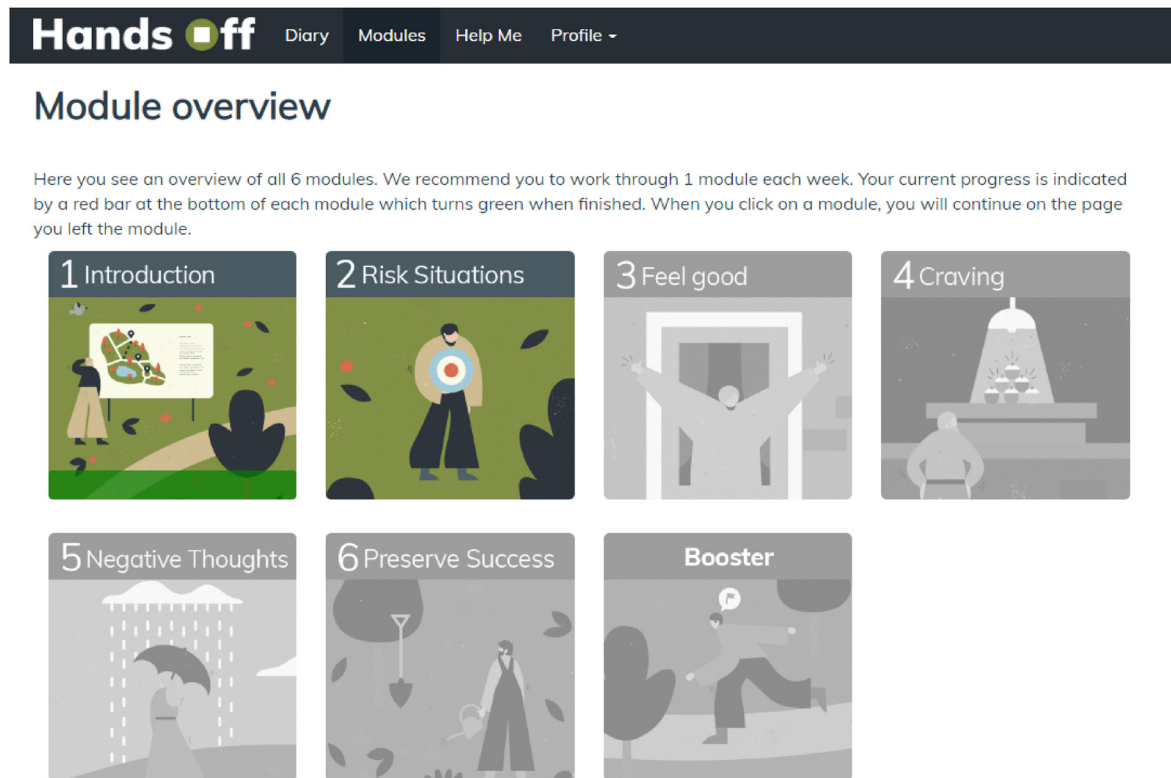 Hands Off Diary Modules Help Me Profile
Module overview
Here you see an overview of all 6 modules. We recommend you to work through 1 module each week. Your current progress is indicated
by a red bar at the bottom of each module which turns green when finished. When you click on a module, you will continue on the page
you left the module.
1 Introduction
2 Risk Situations
3 Feel good
4 Craving
5 Negative Thoughts
6 Preserve Success
Booster